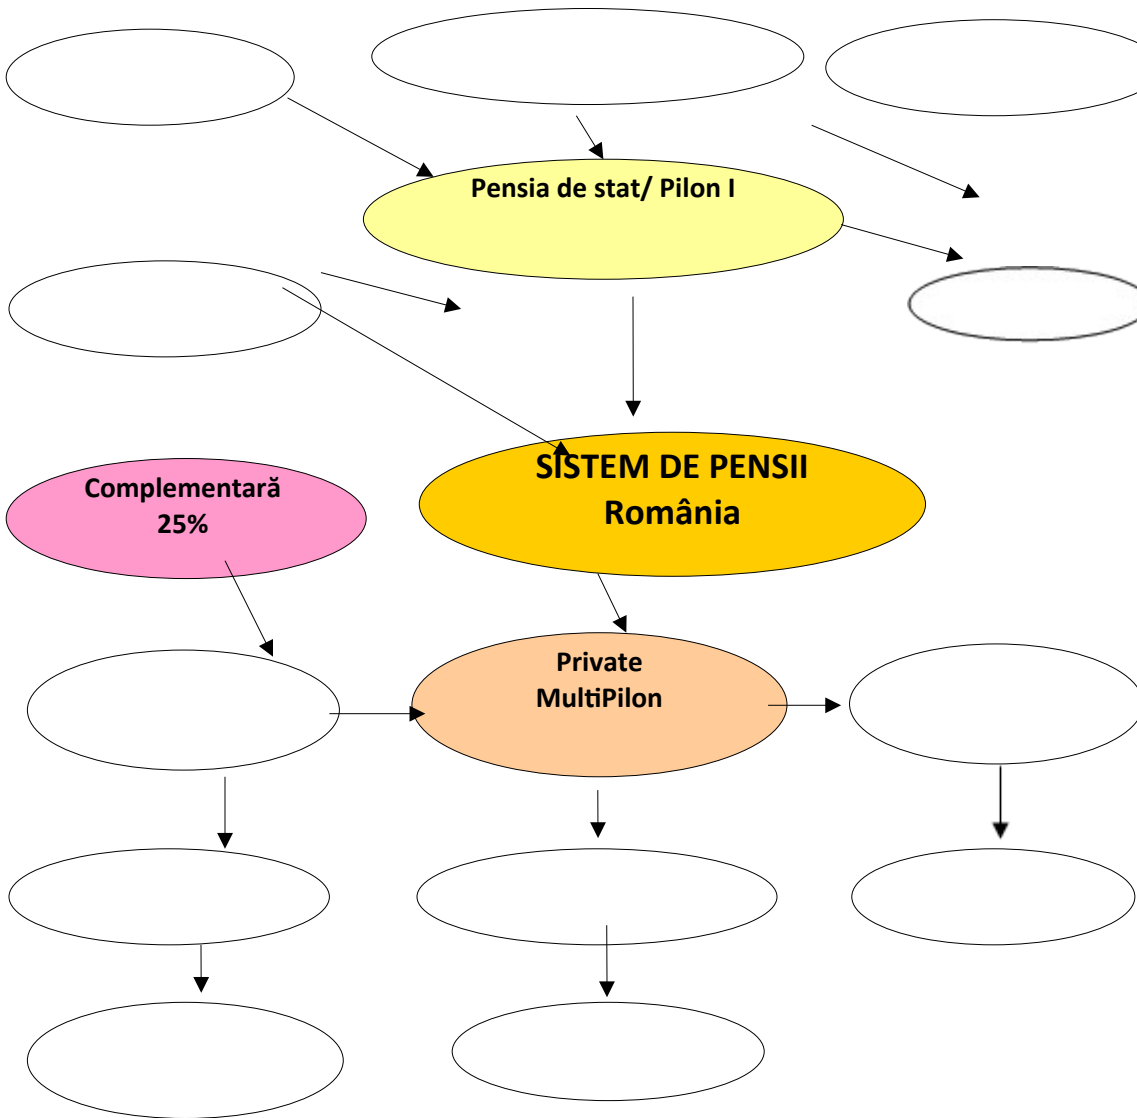 Pensia de stat/ Pilon I
SISTEM DE PENSII
România
Complementară
25%
Private
MultiPilon